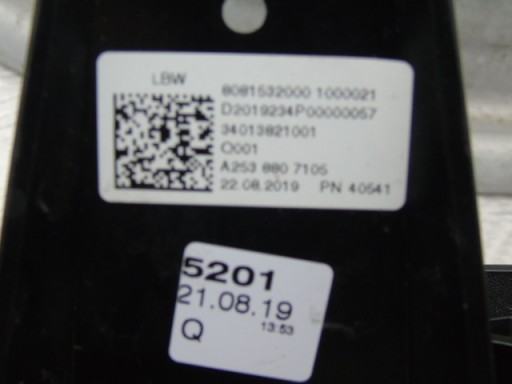 LBW
8081532000 1000021
D2019234P00000057
34013821001
O001
A253 880 7105
22.08.2019 PN 40541
5201
21.08.19
13:53
Q